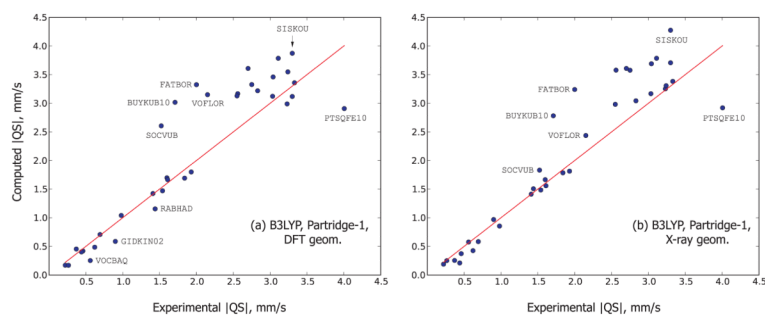 4.5
4.0
3.5
3.0
2.5
2.0
1.5
1.0
0.5
0.0
Computed |QS|, mm/s
SISKOU
FATBOR
BUYKUB10
VOFLOR
PTSQFE10
SOCVUB
RABHAD
(a) B3LYP, Partridge-1,
DFT geom.
GIDKIN02
VOCBAQ
0.0 0.5 1.0 1.5 2.0 2.5 3.0 3.5 4.0 4.5
Experimental |QS|, mm/s
4.5
4.0
3.5
3.0
2.5
2.0
1.5
1.0
0.5
0.0
SISKOU
FATBOR
BUYKUB10
PTSQFE10
VOFLOR
SOCVUB
(b) B3LYP, Partridge-1,
X-ray geom.
0.0 0.5 1.0 1.5 2.0 2.5 3.0 3.5 4.0 4.5
Experimental |QS|, mm/s